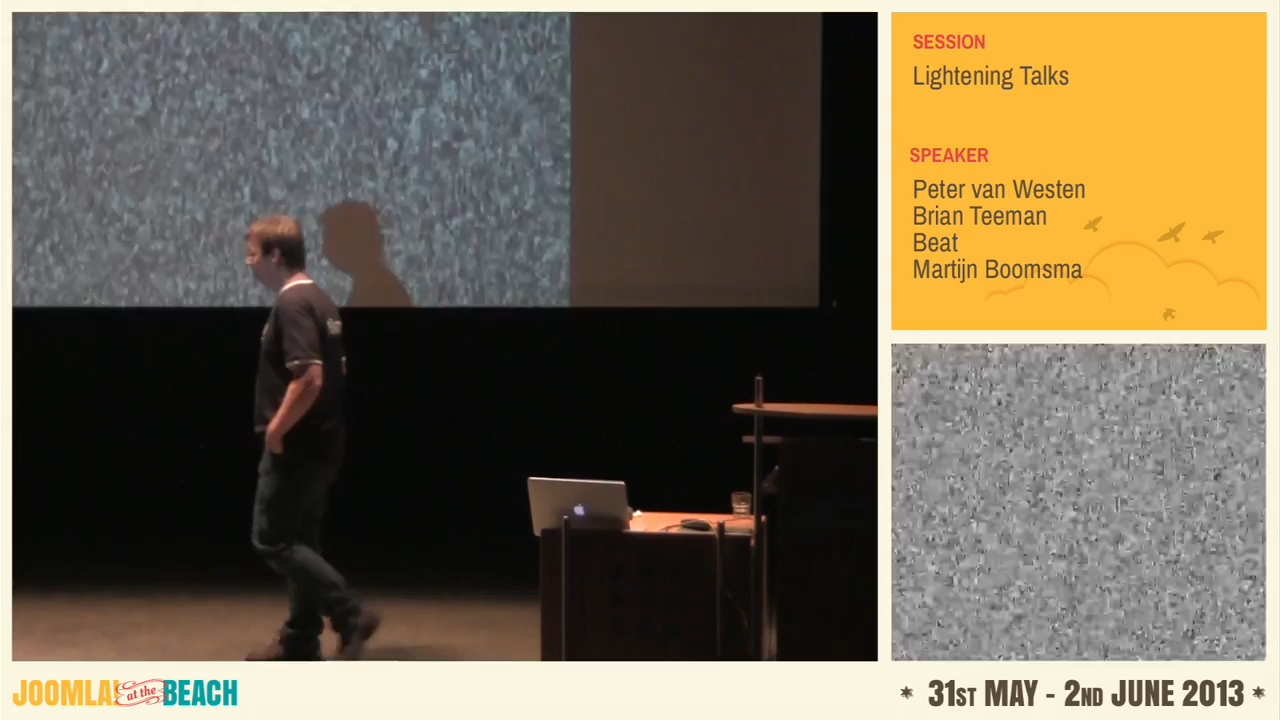 SESSION
Lightening Talks
SPEAKER
Peter van Westen
Brian Teeman
Beat
Martijn Boomsma
JOOMLA! at the BEACH
* 31ST MAY - 2ND JUNE 2013 *